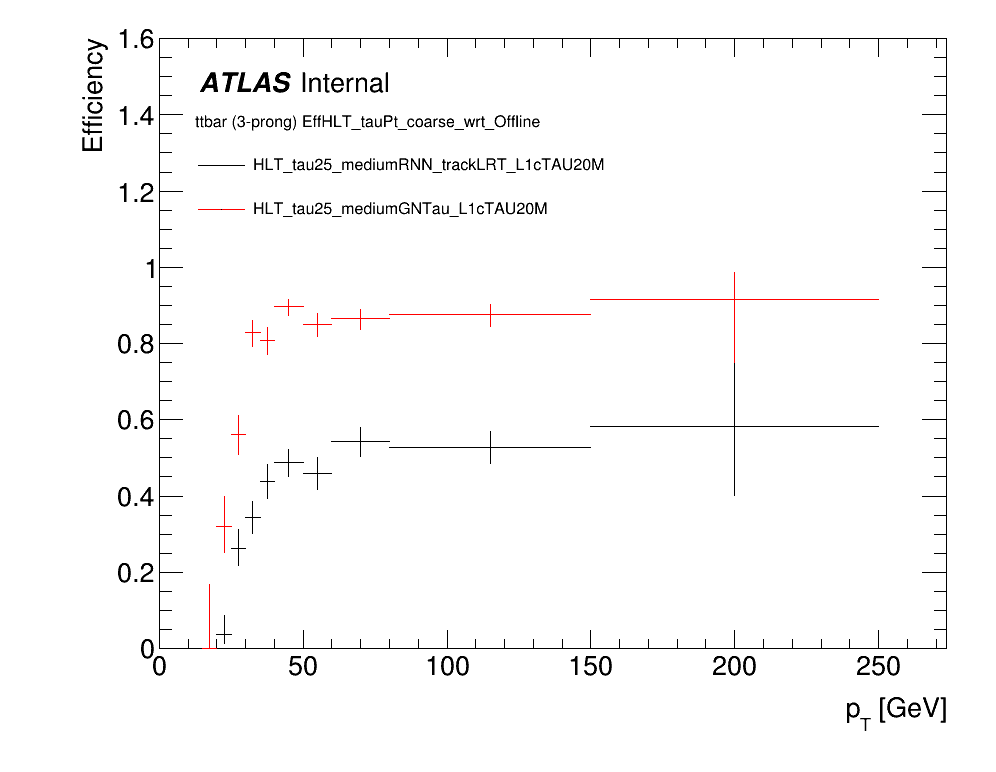 ATLAS Internal
ttbar (3-prong) EffHLT_tauPt_coarse_wrt_Offline
HLT_tau25_mediumRNN_trackLRT_L1cTAU20M
HLT_tau25_mediumGNTau_L1cTAU20M
Efficiency
1.6
1.4
1.2
1
0.8
0.6
0.4
0.2
0
0 50 100 150 200 250
p_T [GeV]